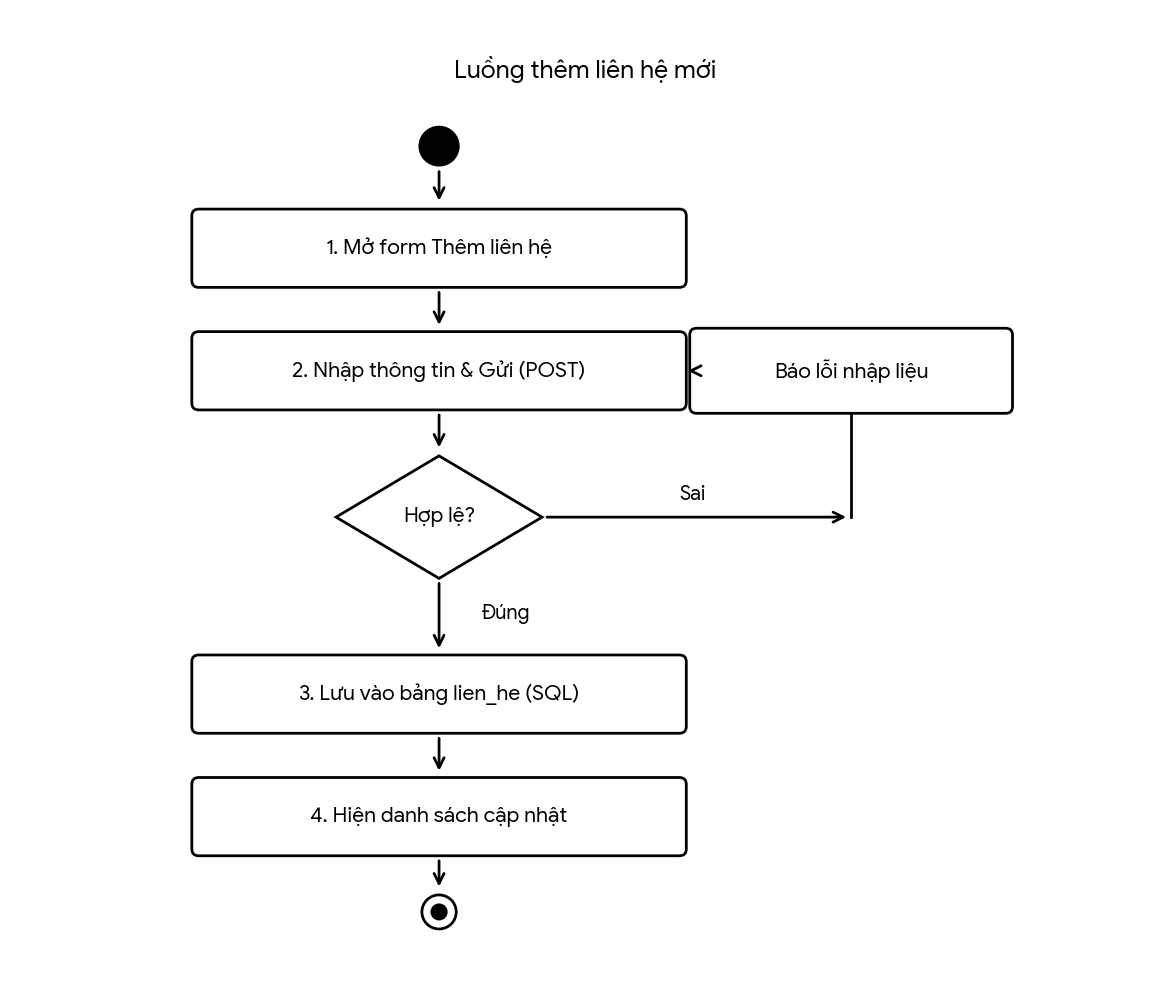 Luồng thêm liên hệ mới
1. Mở form Thêm liên hệ
2. Nhập thông tin & Gửi (POST)
Báo lỗi nhập liệu
Sai
Hợp lệ?
Đúng
3. Lưu vào bảng lien_he (SQL)
4. Hiện danh sách cập nhật